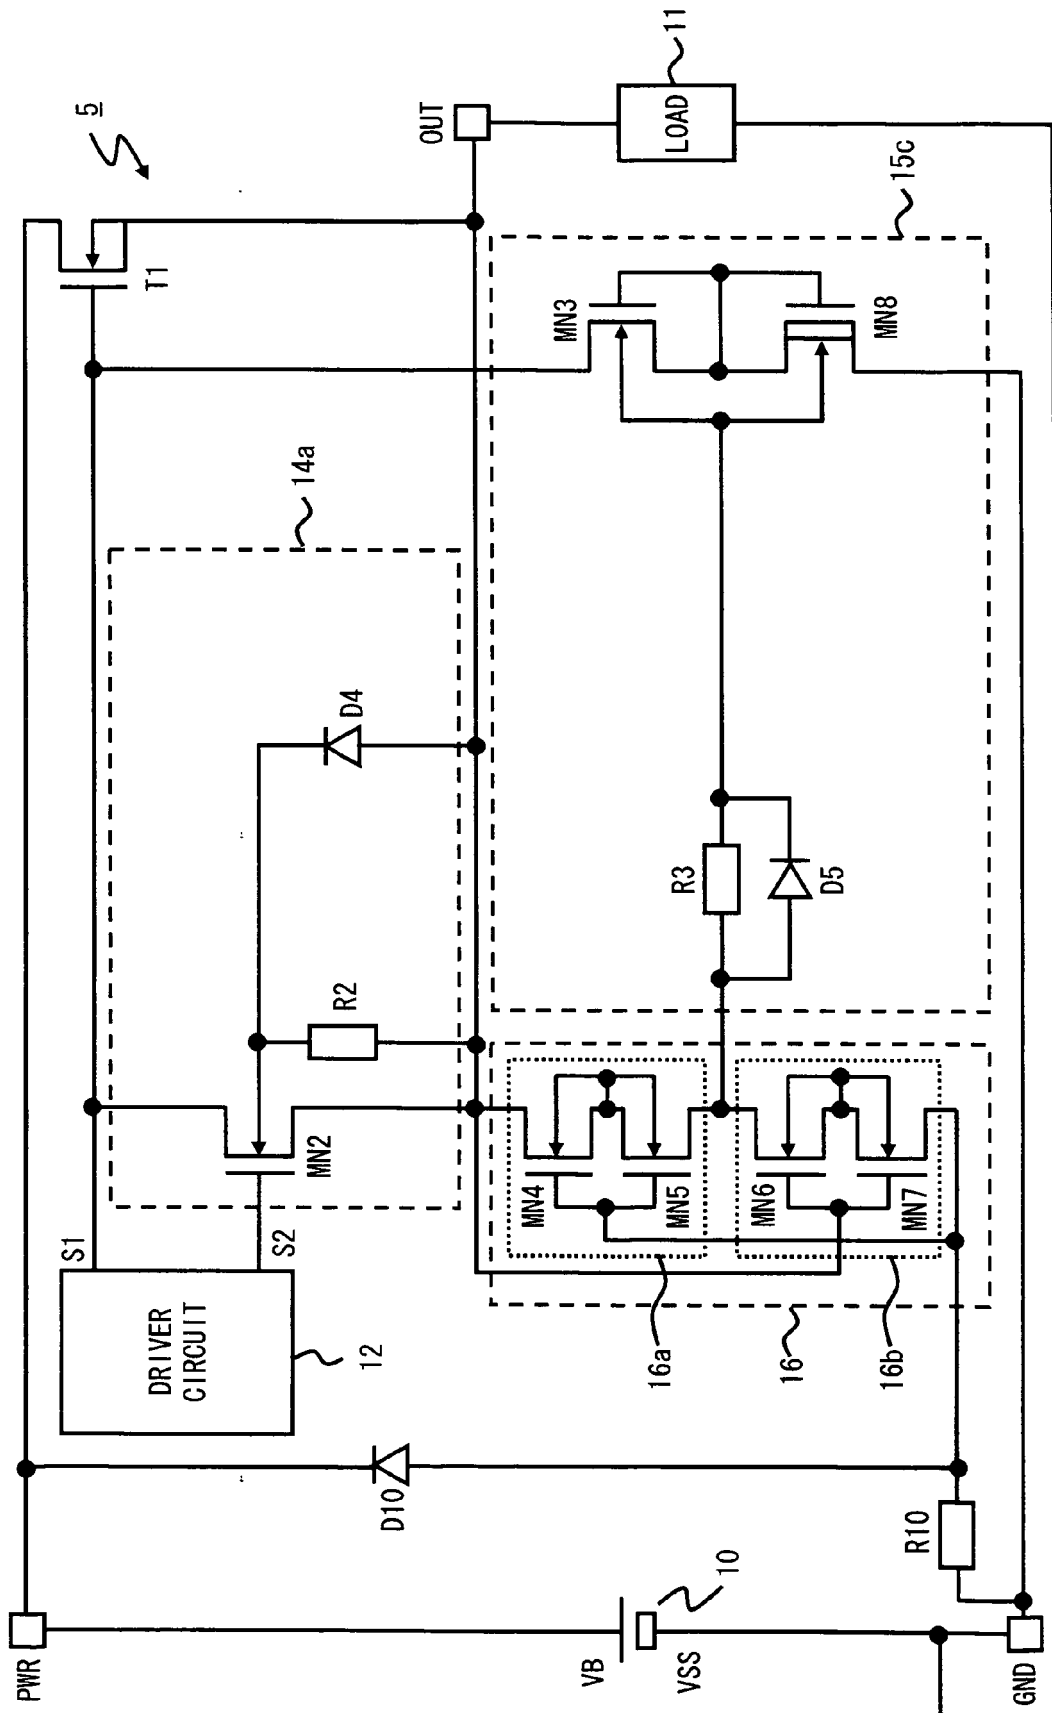 5
PWR
D10
DRIVER
CIRCUIT
12
S1
S2
MN2
R2
D4
14a
T1
OUT
LOAD
11
VB
VSS
10
R10
GND
16
16a
16b
MN4
MN5
MN6
MN7
R3
D5
MN3
MN8
15c